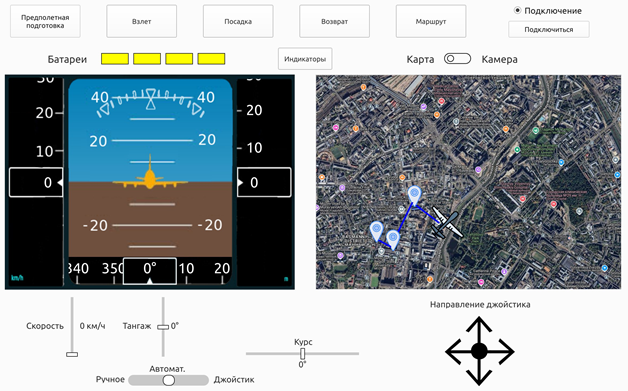 Предполетная
подготовка
Взлет
Посадка
Возврат
Маршрут
Подключение
Подключиться
Батареи
Индикаторы
Карта
Камера
30
20
10
0
km/h
40
40
20
20
-20
-20
340
350
0°
10
20
20
10
0
m
Скорость
0 км/ч
Тангаж
0°
Курс
0°
Направление джойстика
Автомат.
Ручное
Джойстик